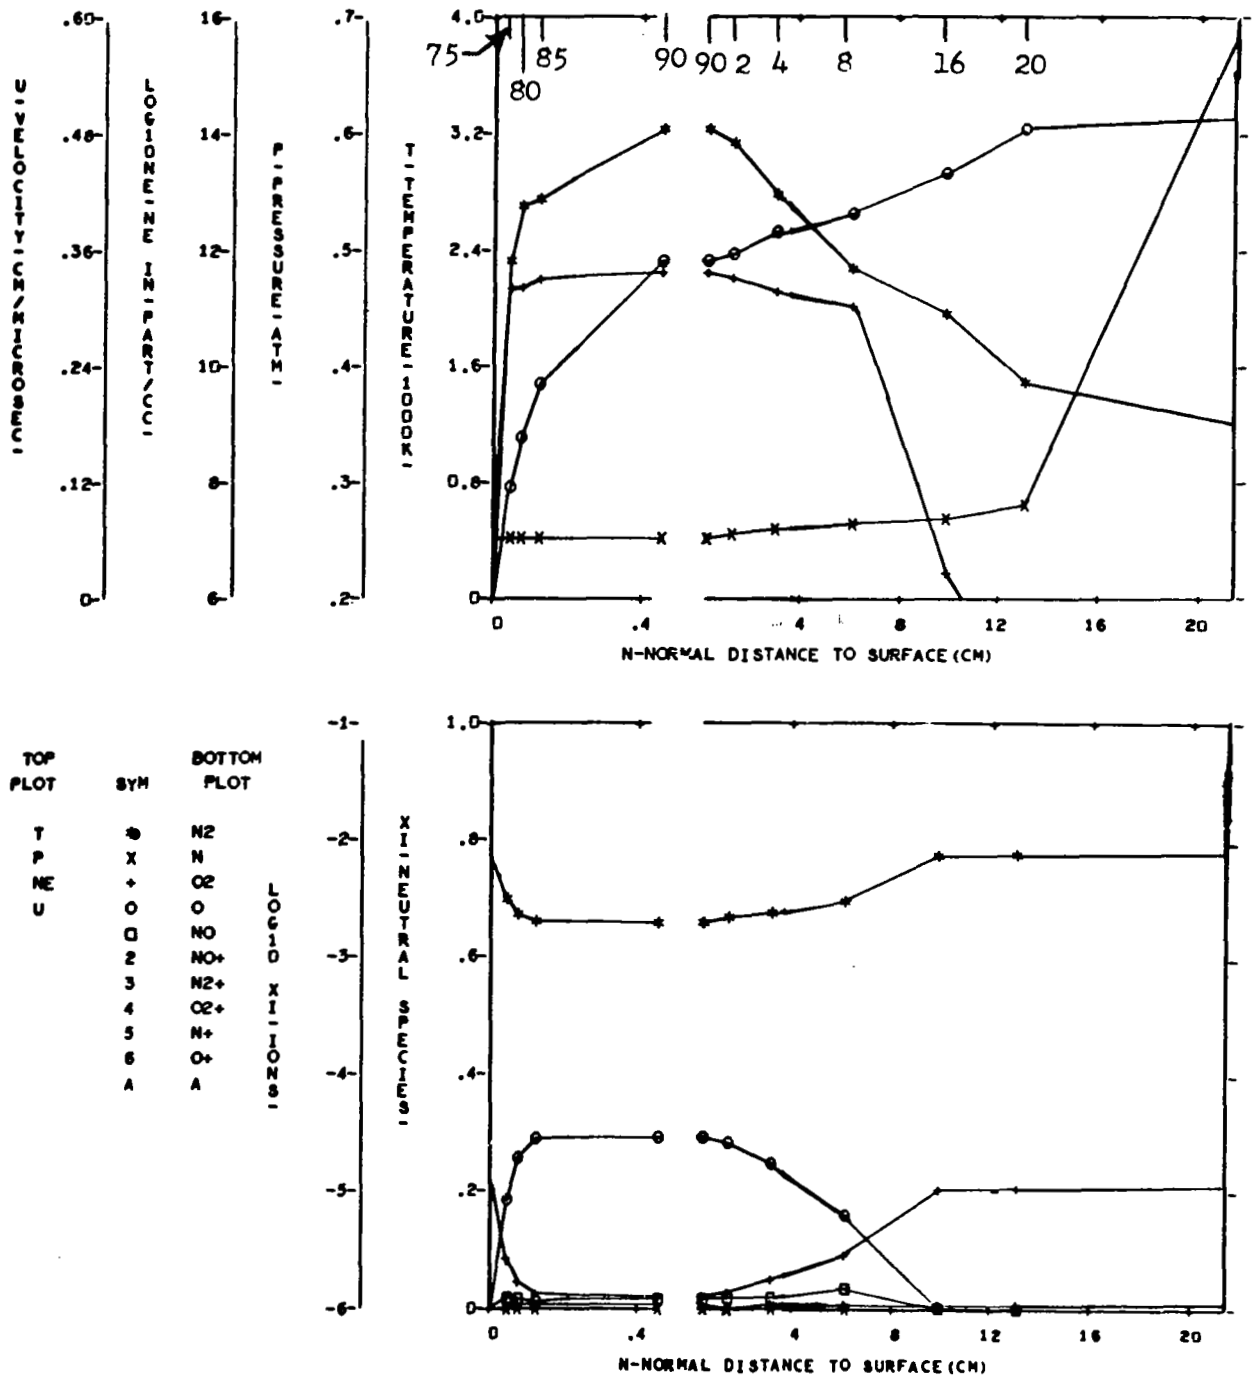 .60- 16- .7- 4.0
75 80 85 90 90 2 4 8 16 20
U-VELOCITY-CM/MICROSEC-
LOG10NE-NE IN-PART/CC-
P-PRESSURE-ATM-
T-TEMPERATURE-1000K-
.48- 14- .6- 3.2-
.36- 12- .5- 2.4-
.24- 10- .4- 1.6-
.12- 8- .3- 0.8-
0- 6- .2- 0-
0 .4 4 8 12 16 20
N-NORMAL DISTANCE TO SURFACE(CM)
-1- 1.0
TOP PLOT SYM BOTTOM PLOT
T * N2
P X N
NE + O2
U O O
□ NO
2 NO+
3 N2+
4 O2+
5 N+
6 O+
A A
LOG10 XI-IONS-
XI-NEUTRAL SPECIES-
-2- .8-
-3- .6-
-4- .4-
-5- .2-
-6- 0-
0 .4 4 8 12 16 20
N-NORMAL DISTANCE TO SURFACE(CM)